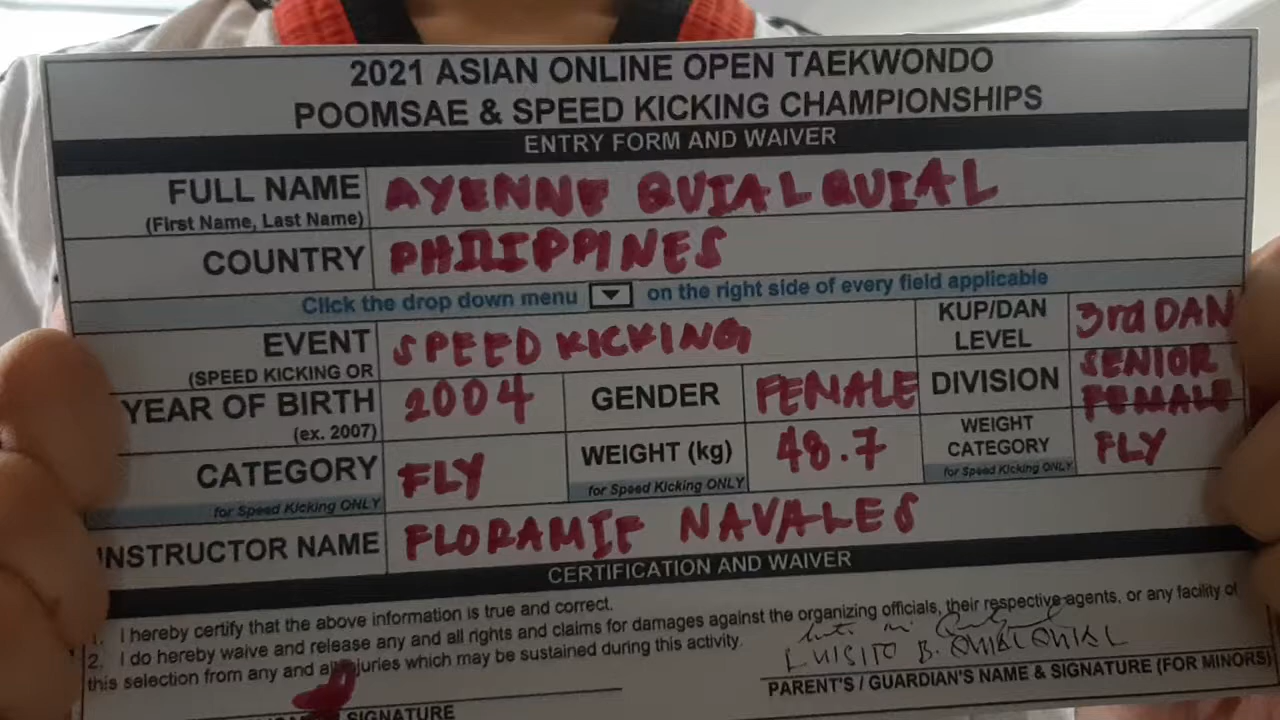 2021 ASIAN ONLINE OPEN TAEKWONDO
POOMSAE & SPEED KICKING CHAMPIONSHIPS
ENTRY FORM AND WAIVER
FULL NAME AYENNE QUIALQUIAL
(First Name, Last Name)
COUNTRY PHILIPPINES
Click the drop down menu on the right side of every field applicable
EVENT SPEED KICKING KUP/DAN LEVEL 3rd DAN
(SPEED KICKING OR
YEAR OF BIRTH 2004 GENDER FEMALE DIVISION SENIOR FEMALE
(ex. 2007)
CATEGORY FLY WEIGHT (kg) 48.7 WEIGHT CATEGORY FLY
for Speed Kicking ONLY for Speed Kicking ONLY for Speed Kicking ONLY
INSTRUCTOR NAME FLORAMIE NAVALES
CERTIFICATION AND WAIVER
1. I hereby certify that the above information is true and correct.
2. I do hereby waive and release any and all rights and claims for damages against the organizing officials, their respective agents, or any facility of
this selection from any and all injuries which may be sustained during this activity.
LUISITO B. QUIALQUIAL
PARENT'S / GUARDIAN'S NAME & SIGNATURE (FOR MINORS)
SIGNATURE